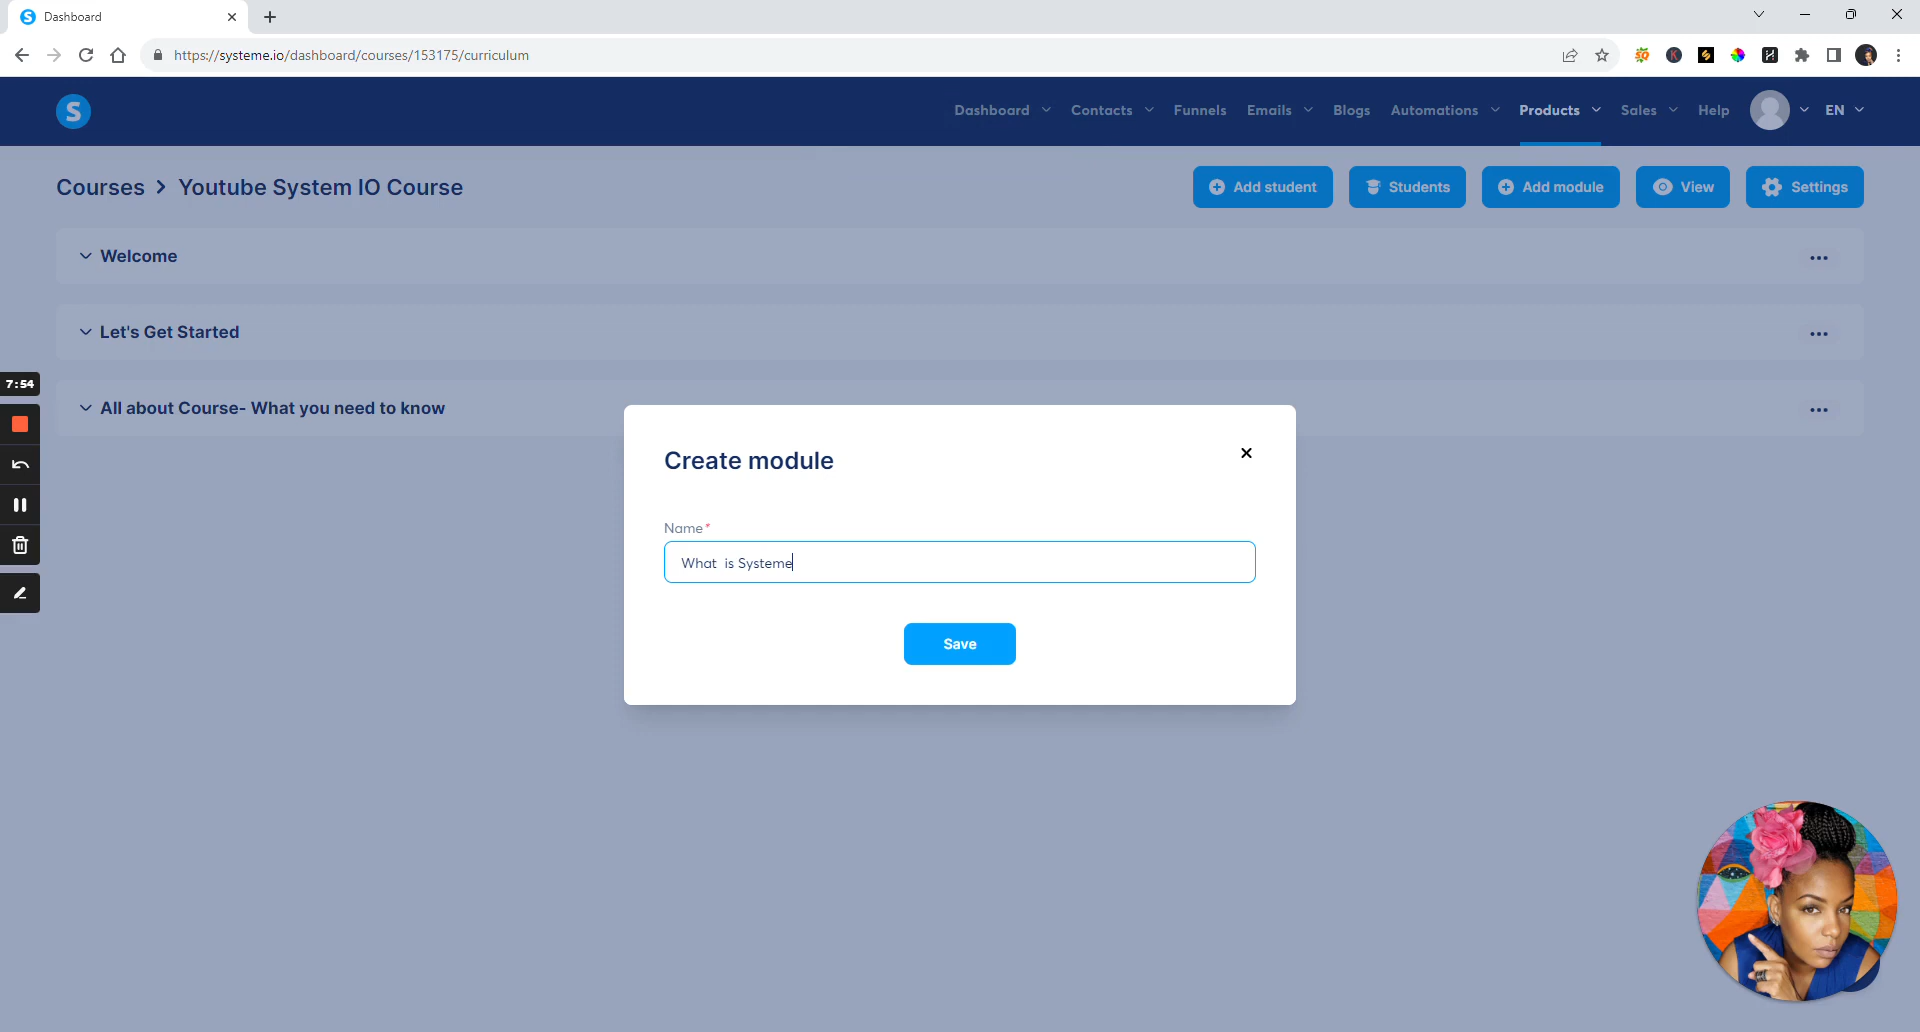 Dashboard
https://systeme.io/dashboard/courses/153175/curriculum
S Dashboard Contacts Funnels Emails Blogs Automations Products Sales Help EN
Courses > Youtube System IO Course Add student Students Add module View Settings
Welcome
Let's Get Started
7:54
All about Course- What you need to know
Create module
Name*
What  is Systeme
Save